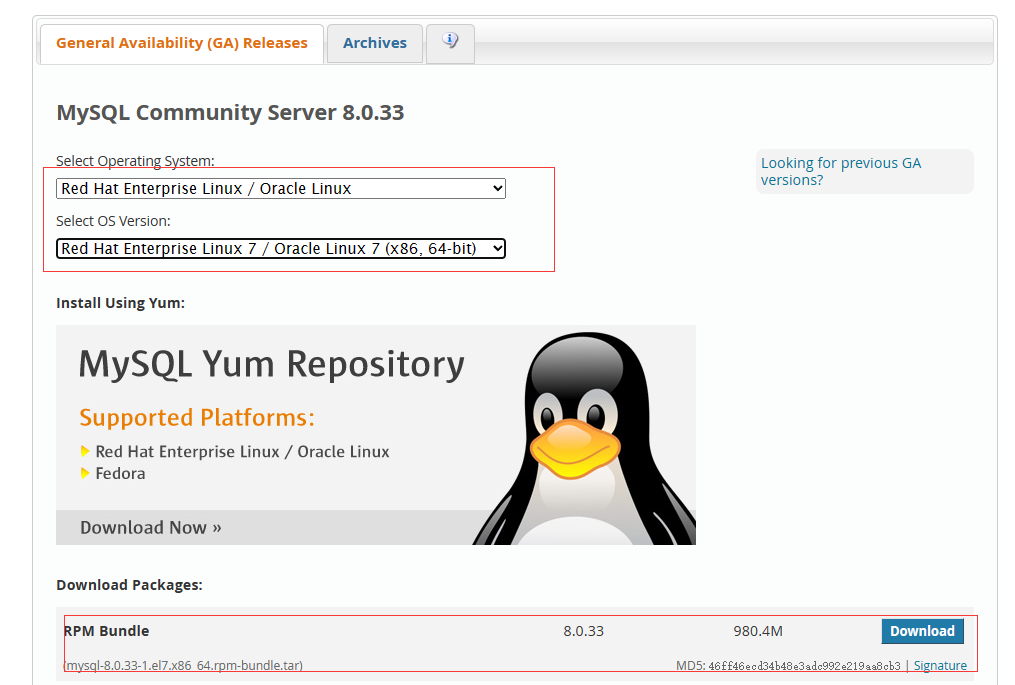 General Availability (GA) Releases
Archives
MySQL Community Server 8.0.33
Select Operating System:
Looking for previous GA
versions?
Red Hat Enterprise Linux / Oracle Linux
Select OS Version:
Red Hat Enterprise Linux 7 / Oracle Linux 7 (x86, 64-bit)
Install Using Yum:
MySQL Yum Repository
Supported Platforms:
Red Hat Enterprise Linux / Oracle Linux
Fedora
Download Now »
Download Packages:
RPM Bundle 8.0.33 980.4M Download
(mysql-8.0.33-1.el7.x86_64.rpm-bundle.tar) MD5: 46ff46ecd34b48e3adc992e219aa8cb3 | Signature